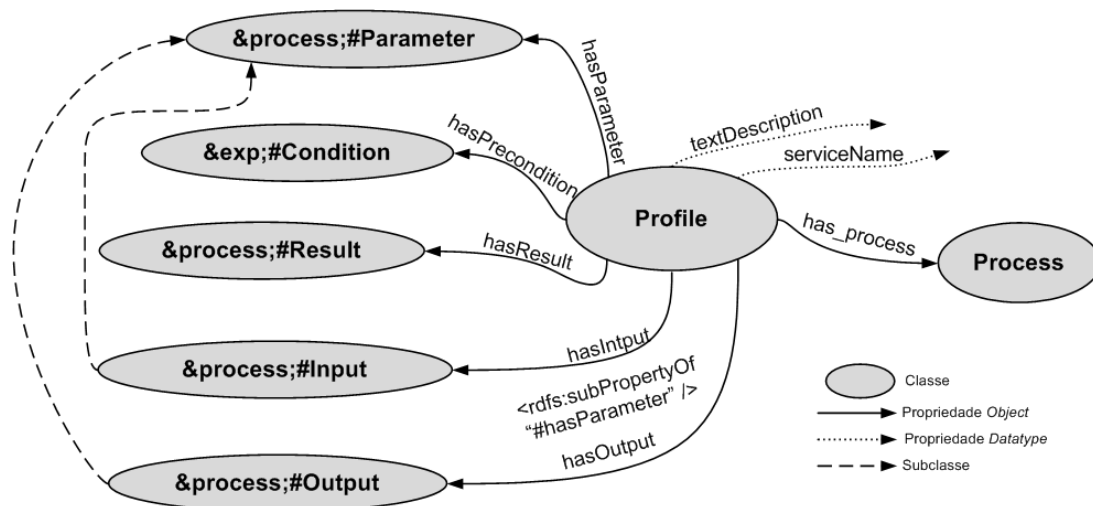 &process;#Parameter
hasParameter
textDescription
hasPrecondition
&exp;#Condition
serviceName
Profile
has_process
&process;#Result
hasResult
Process
hasIntput
&process;#Input
<rdfs:subPropertyOf
“#hasParameter” />
hasOutput
&process;#Output
Classe
Propriedade Object
Propriedade Datatype
Subclasse